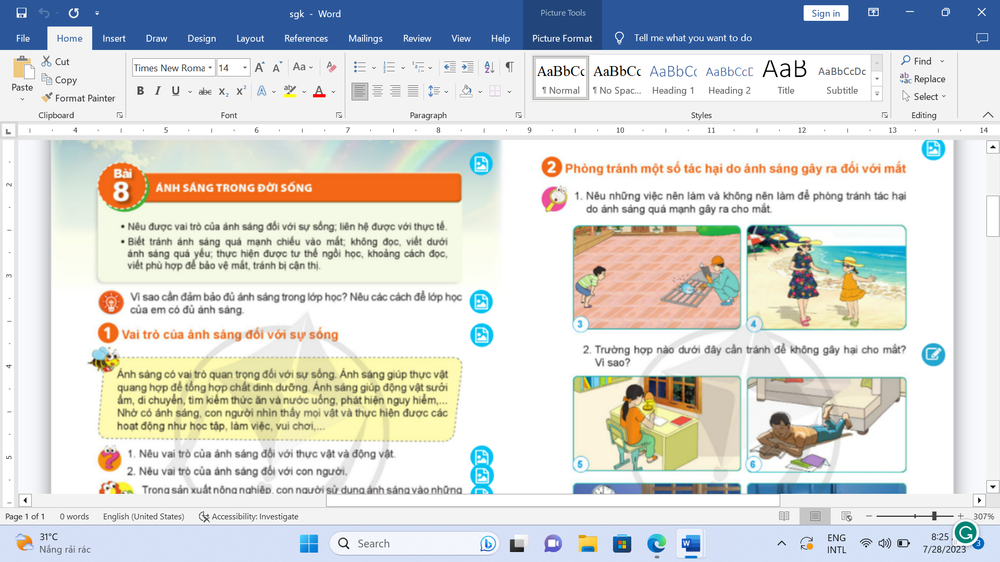 sgk - Word
Picture Tools
Sign in
File
Home
Insert
Draw
Design
Layout
References
Mailings
Review
View
Help
Picture Format
Tell me what you want to do
Paste
Cut
Copy
Format Painter
Clipboard
Times New Roma
14
Aa
B I U abc X₂ X²
A
ab
A
Font
Paragraph
AaBbCc
¶ Normal
AaBbCc
¶ No Spac...
AaBbCc
Heading 1
AaBbCcD
Heading 2
AaB
Title
AaBbCcDc
Subtitle
Styles
Find
Replace
Select
Editing
4 5 6 7 8 9 10 11 12 13 14
2
3
4
5
Bài
8
ÁNH SÁNG TRONG ĐỜI SỐNG
• Nêu được vai trò của ánh sáng đối với sự sống; liên hệ được với thực tế.
• Biết tránh ánh sáng quá mạnh chiếu vào mắt; không đọc, viết dưới
ánh sáng quá yếu; thực hiện được tư thế ngồi học, khoảng cách đọc,
viết phù hợp để bảo vệ mắt, tránh bị cận thị.
Vì sao cần đảm bảo đủ ánh sáng trong lớp học? Nêu các cách để lớp học
của em có đủ ánh sáng.
1 Vai trò của ánh sáng đối với sự sống
Ánh sáng có vai trò quan trọng đối với sự sống. Ánh sáng giúp thực vật
quang hợp để tổng hợp chất dinh dưỡng. Ánh sáng giúp động vật sưởi
ấm, di chuyển, tìm kiếm thức ăn và nước uống, phát hiện nguy hiểm,...
Nhờ có ánh sáng, con người nhìn thấy mọi vật và thực hiện được các
hoạt động như học tập, làm việc, vui chơi,...
1. Nêu vai trò của ánh sáng đối với thực vật và động vật.
2. Nêu vai trò của ánh sáng đối với con người.
Trong sản xuất nông nghiệp, con người sử dụng ánh sáng vào những
2 Phòng tránh một số tác hại do ánh sáng gây ra đối với mắt
1. Nêu những việc nên làm và không nên làm để phòng tránh tác hại
do ánh sáng quá mạnh gây ra cho mắt.
3
4
2. Trường hợp nào dưới đây cần tránh để không gây hại cho mắt?
Vì sao?
5
6
Page 1 of 1
0 words
English (United States)
Accessibility: Investigate
307%
31°C
Nắng rải rác
Search
ENG
INTL
8:25
7/28/2023
3